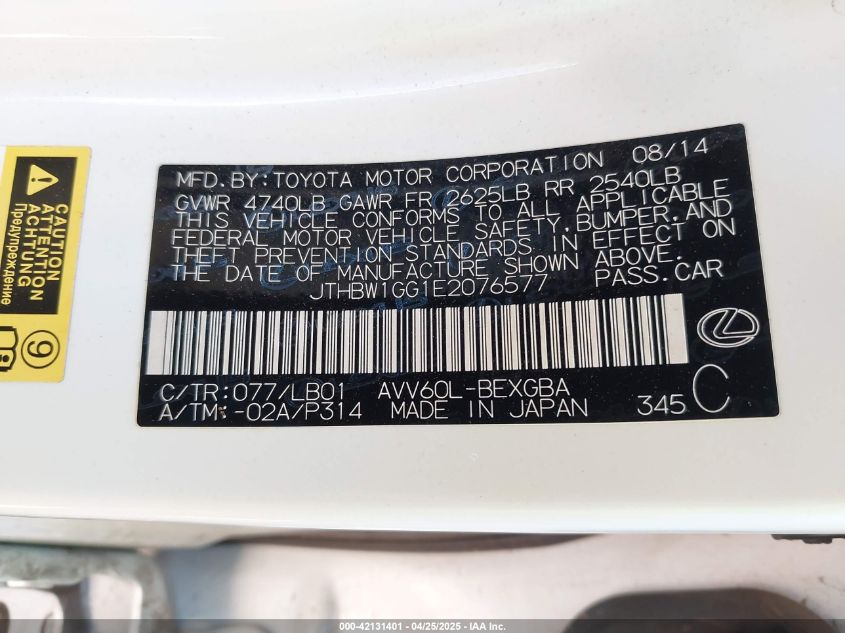 CAUTION
ATTENTION
ACHTUNG
Предупреждение
9
MFD. BY: TOYOTA MOTOR CORPORATION 08/14
GVWR 4740LB GAWR FR 2625LB RR 2540LB
THIS VEHICLE CONFORMS TO ALL APPLICABLE
FEDERAL MOTOR VEHICLE SAFETY, BUMPER, AND
THEFT PREVENTION STANDARDS IN EFFECT ON
THE DATE OF MANUFACTURE SHOWN ABOVE.
JTHBW1GG1E2076577 PASS. CAR
C/TR: 077/LB01 AVV60L-BEXGBA
A/TM: -02A/P314 MADE IN JAPAN 345 C
000-42131401 - 04/25/2025 - IAA Inc.